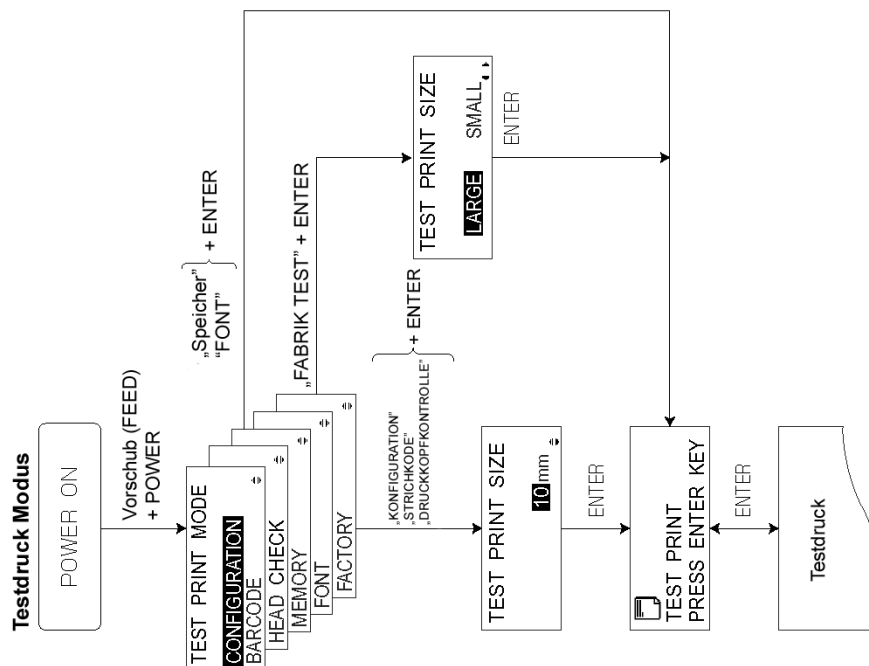 Testdruck Modus
POWER ON
Vorschub (FEED)
+ POWER
TEST PRINT MODE
CONFIGURATION
BARCODE
HEAD CHECK
MEMORY
FONT
FACTORY
„Speicher”
“FONT”
+ ENTER
„FABRIK TEST” + ENTER
„KONFIGURATION”
„STRICHKODE”
„DRUCKKOPFKONTROLLE”
+ ENTER
TEST PRINT SIZE
LARGE SMALL
ENTER
TEST PRINT SIZE
10mm
ENTER
TEST PRINT
PRESS ENTER KEY
ENTER
Testdruck